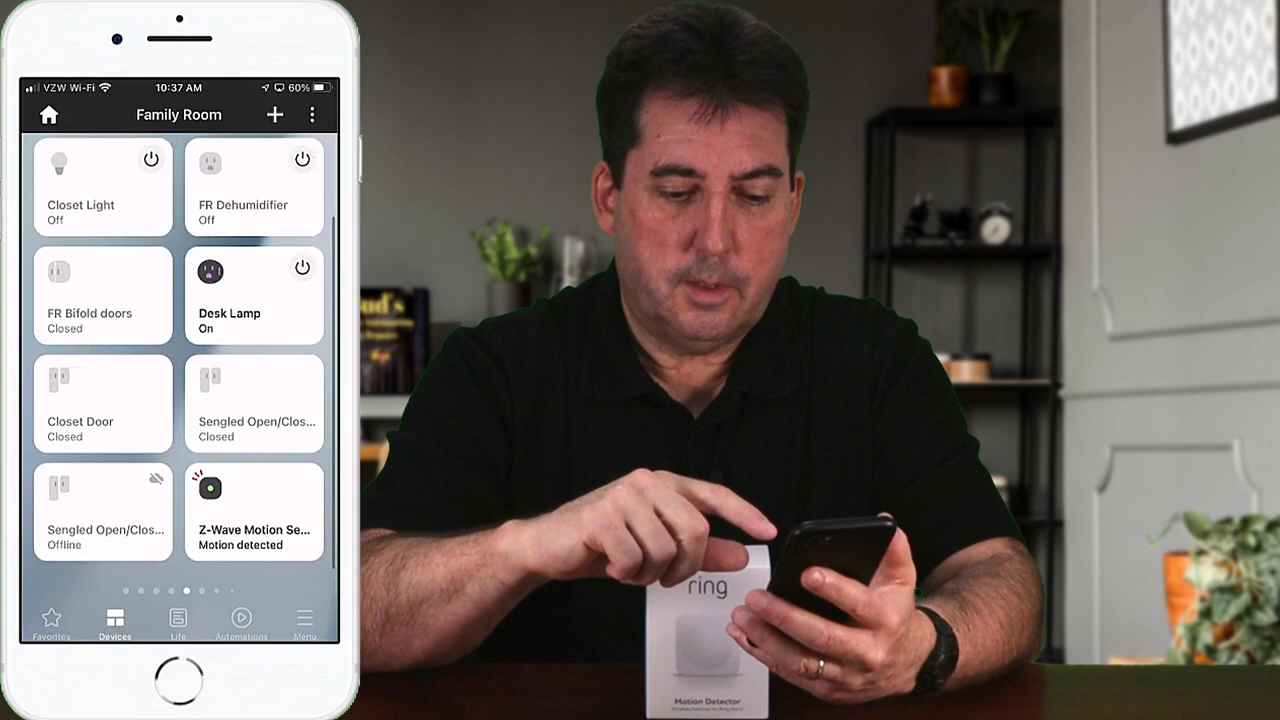 VZW Wi-Fi
10:37 AM
60%
Family Room
Closet Light
Off
FR Dehumidifier
Off
FR Bifold doors
Closed
Desk Lamp
On
Closet Door
Closed
Sengled Open/Clos...
Closed
Sengled Open/Clos...
Offline
Z-Wave Motion Se...
Motion detected
Favorites
Devices
Life
Automations
Menu
ring
Motion Detector